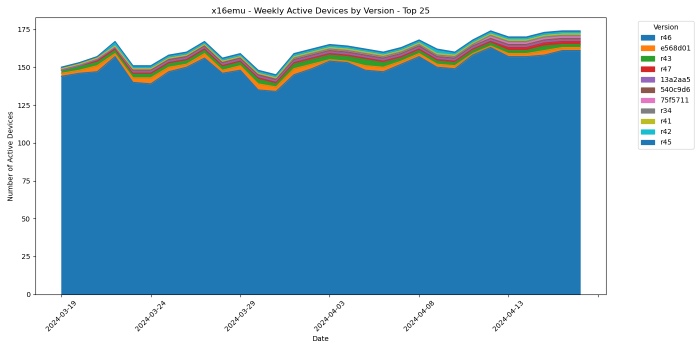 x16emu - Weekly Active Devices by Version - Top 25
Number of Active Devices
175
150
125
100
75
50
25
0
2024-03-19
2024-03-24
2024-03-29
2024-04-03
2024-04-08
2024-04-13
Date
Version
r46
e568d01
r43
r47
13a2aa5
540c9d6
75f5711
r34
r41
r42
r45